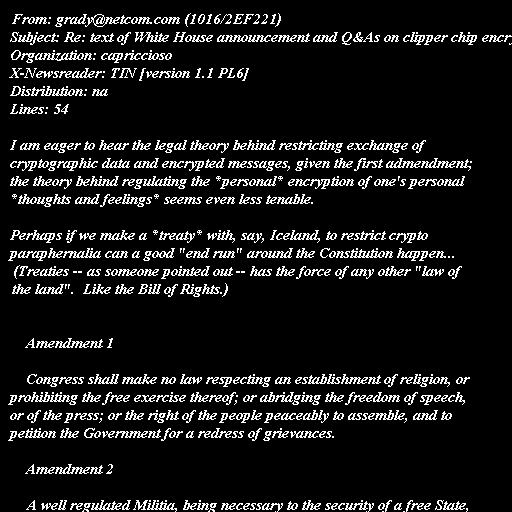 From: grady@netcom.com (1016/2EF221)
Subject: Re: text of White House announcement and Q&As on clipper chip encry
Organization: capriccioso
X-Newsreader: TIN [version 1.1 PL6]
Distribution: na
Lines: 54
I am eager to hear the legal theory behind restricting exchange of
cryptographic data and encrypted messages, given the first admendment;
the theory behind regulating the *personal* encryption of one's personal
*thoughts and feelings* seems even less tenable.
Perhaps if we make a *treaty* with, say, Iceland, to restrict crypto
paraphernalia can a good "end run" around the Constitution happen...
(Treaties -- as someone pointed out -- has the force of any other "law of
the land".  Like the Bill of Rights.)
Amendment 1
Congress shall make no law respecting an establishment of religion, or
prohibiting the free exercise thereof; or abridging the freedom of speech,
or of the press; or the right of the people peaceably to assemble, and to
petition the Government for a redress of grievances.
Amendment 2
A well regulated Militia, being necessary to the security of a free State,